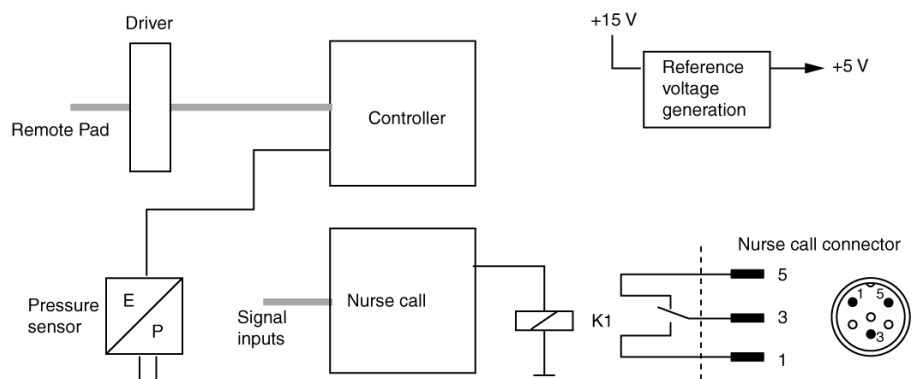 Driver
Remote Pad
Controller
+15 V
Reference
voltage
generation
+5 V
Pressure
sensor
E
P
Signal
inputs
Nurse call
K1
Nurse call connector
5
3
1
1
5
3